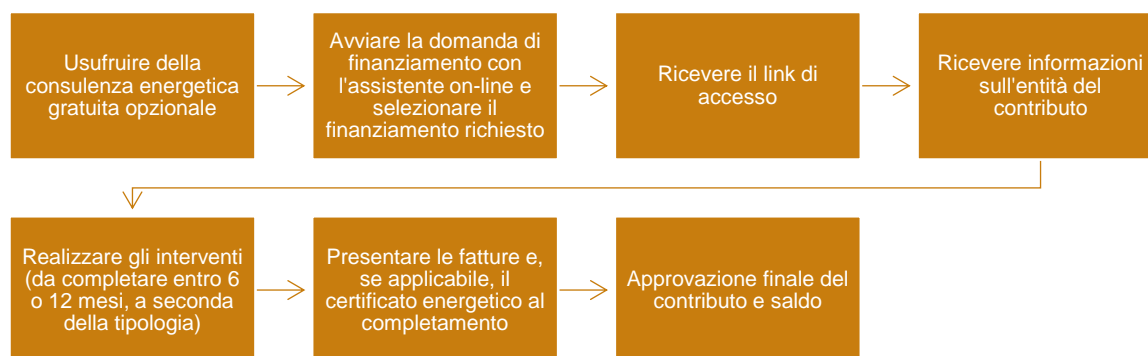 Usufruire della
consulenza energetica
gratuita opzionale
Avviare la domanda di
finanziamento con
l'assistente on-line e
selezionare il
finanziamento richiesto
Ricevere il link di
accesso
Ricevere informazioni
sull'entità del
contributo
Realizzare gli interventi
(da completare entro 6
o 12 mesi, a seconda
della tipologia)
Presentare le fatture e,
se applicabile, il
certificato energetico al
completamento
Approvazione finale del
contributo e saldo